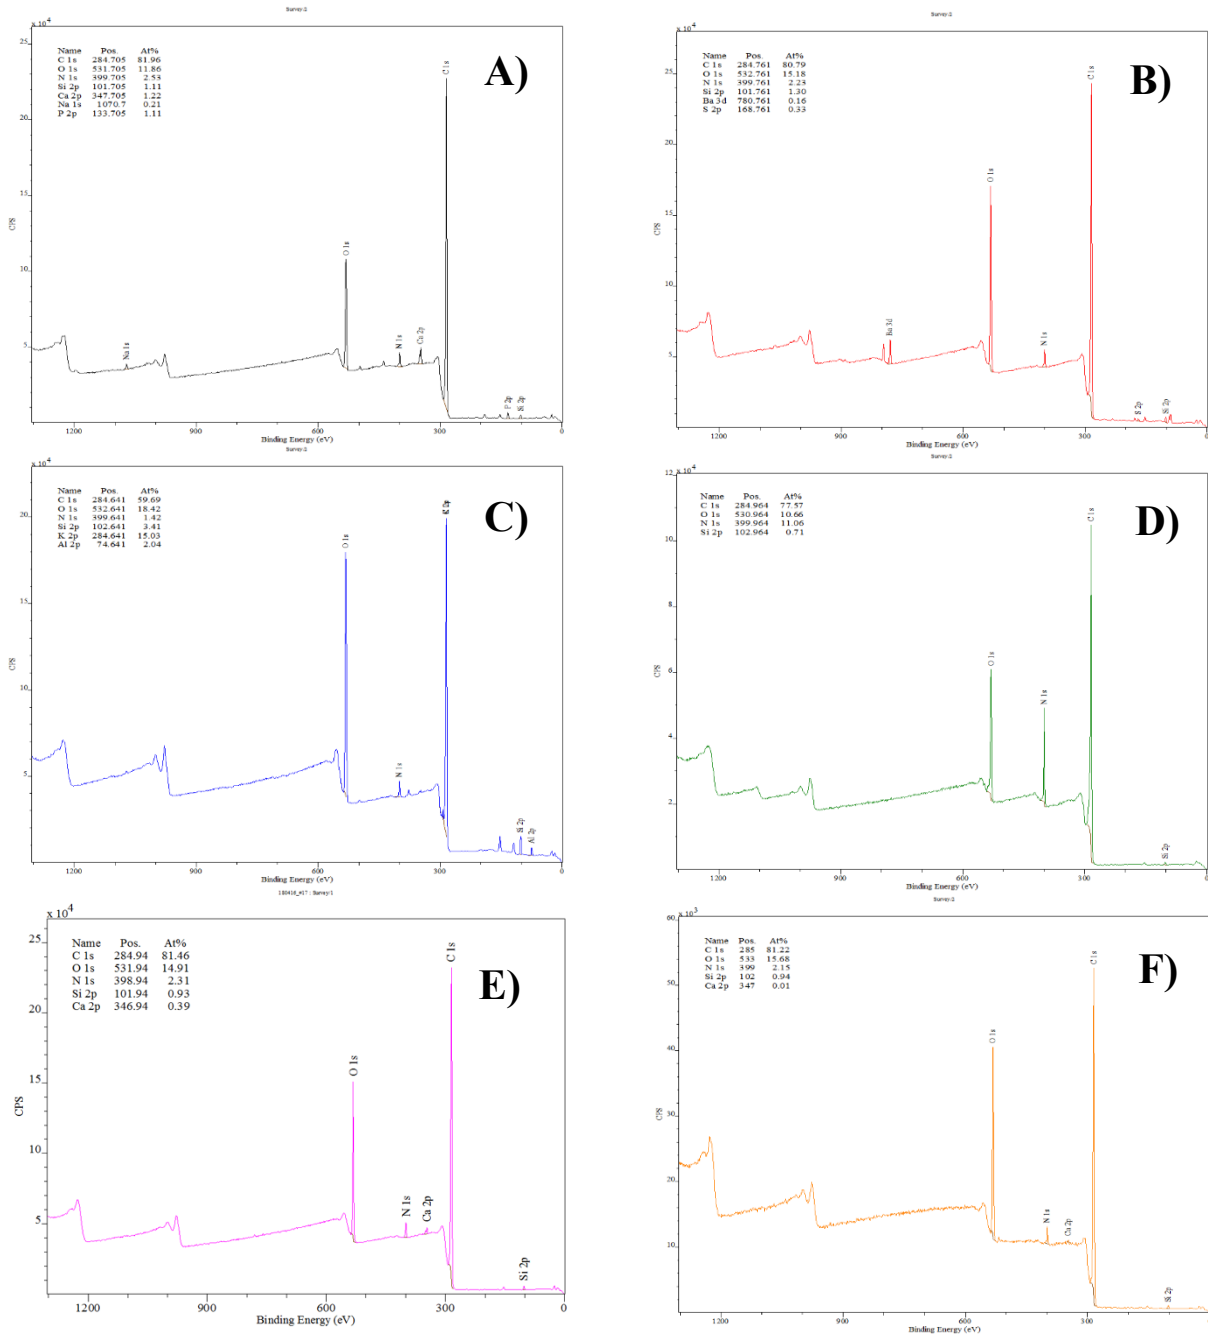 Survey:2
x 10^4
Name Pos. At%
C 1s 284.705 81.96
O 1s 531.705 11.86
N 1s 399.705 2.53
Si 2p 101.705 1.11
Ca 2p 347.705 1.22
Na 1s 1070.7 0.21
P 2p 133.705 1.11
A)
25
20
15
10
5
CPS
Na 1s
O 1s
N 1s
Ca 2p
C 1s
P 2p
Si 2p
1200 900 600 300 0
Binding Energy (eV)
Survey:2
x 10^4
Name Pos. At%
C 1s 284.761 80.79
O 1s 532.761 15.18
N 1s 399.761 2.23
Si 2p 101.761 1.30
Ba 3d 780.761 0.16
S 2p 168.761 0.33
B)
25
20
15
10
5
CPS
Ba 3d
O 1s
N 1s
C 1s
S 2p
Si 2p
1200 900 600 300 0
Binding Energy (eV)
Survey:2
x 10^4
Name Pos. At%
C 1s 284.641 59.69
O 1s 532.641 18.42
N 1s 399.641 1.42
Si 2p 102.641 3.41
K 2p 284.641 15.03
Al 2p 74.641 2.04
C)
20
15
10
5
CPS
O 1s
N 1s
Si 2p
Al 2p
1200 900 600 300 0
Binding Energy (eV)
Survey:2
x 10^4
Name Pos. At%
C 1s 284.964 77.57
O 1s 530.964 10.66
N 1s 399.964 11.06
Si 2p 102.964 0.71
D)
12
10
8
6
4
2
CPS
O 1s
N 1s
C 1s
Si 2p
1200 900 600 300 0
Binding Energy (eV)
x 10^4
Name Pos. At%
C 1s 284.94 81.46
O 1s 531.94 14.91
N 1s 398.94 2.31
Si 2p 101.94 0.93
Ca 2p 346.94 0.39
E)
25
20
15
10
5
CPS
O 1s
N 1s
Ca 2p
C 1s
Si 2p
1200 900 600 300 0
Binding Energy (eV)
Survey:2
x 10^3
Name Pos. At%
C 1s 285 81.22
O 1s 533 15.68
N 1s 399 2.15
Si 2p 102 0.94
Ca 2p 347 0.01
F)
60
50
40
30
20
10
CPS
O 1s
N 1s
Ca 2p
C 1s
Si 2p
1200 900 600 300 0
Binding Energy (eV)